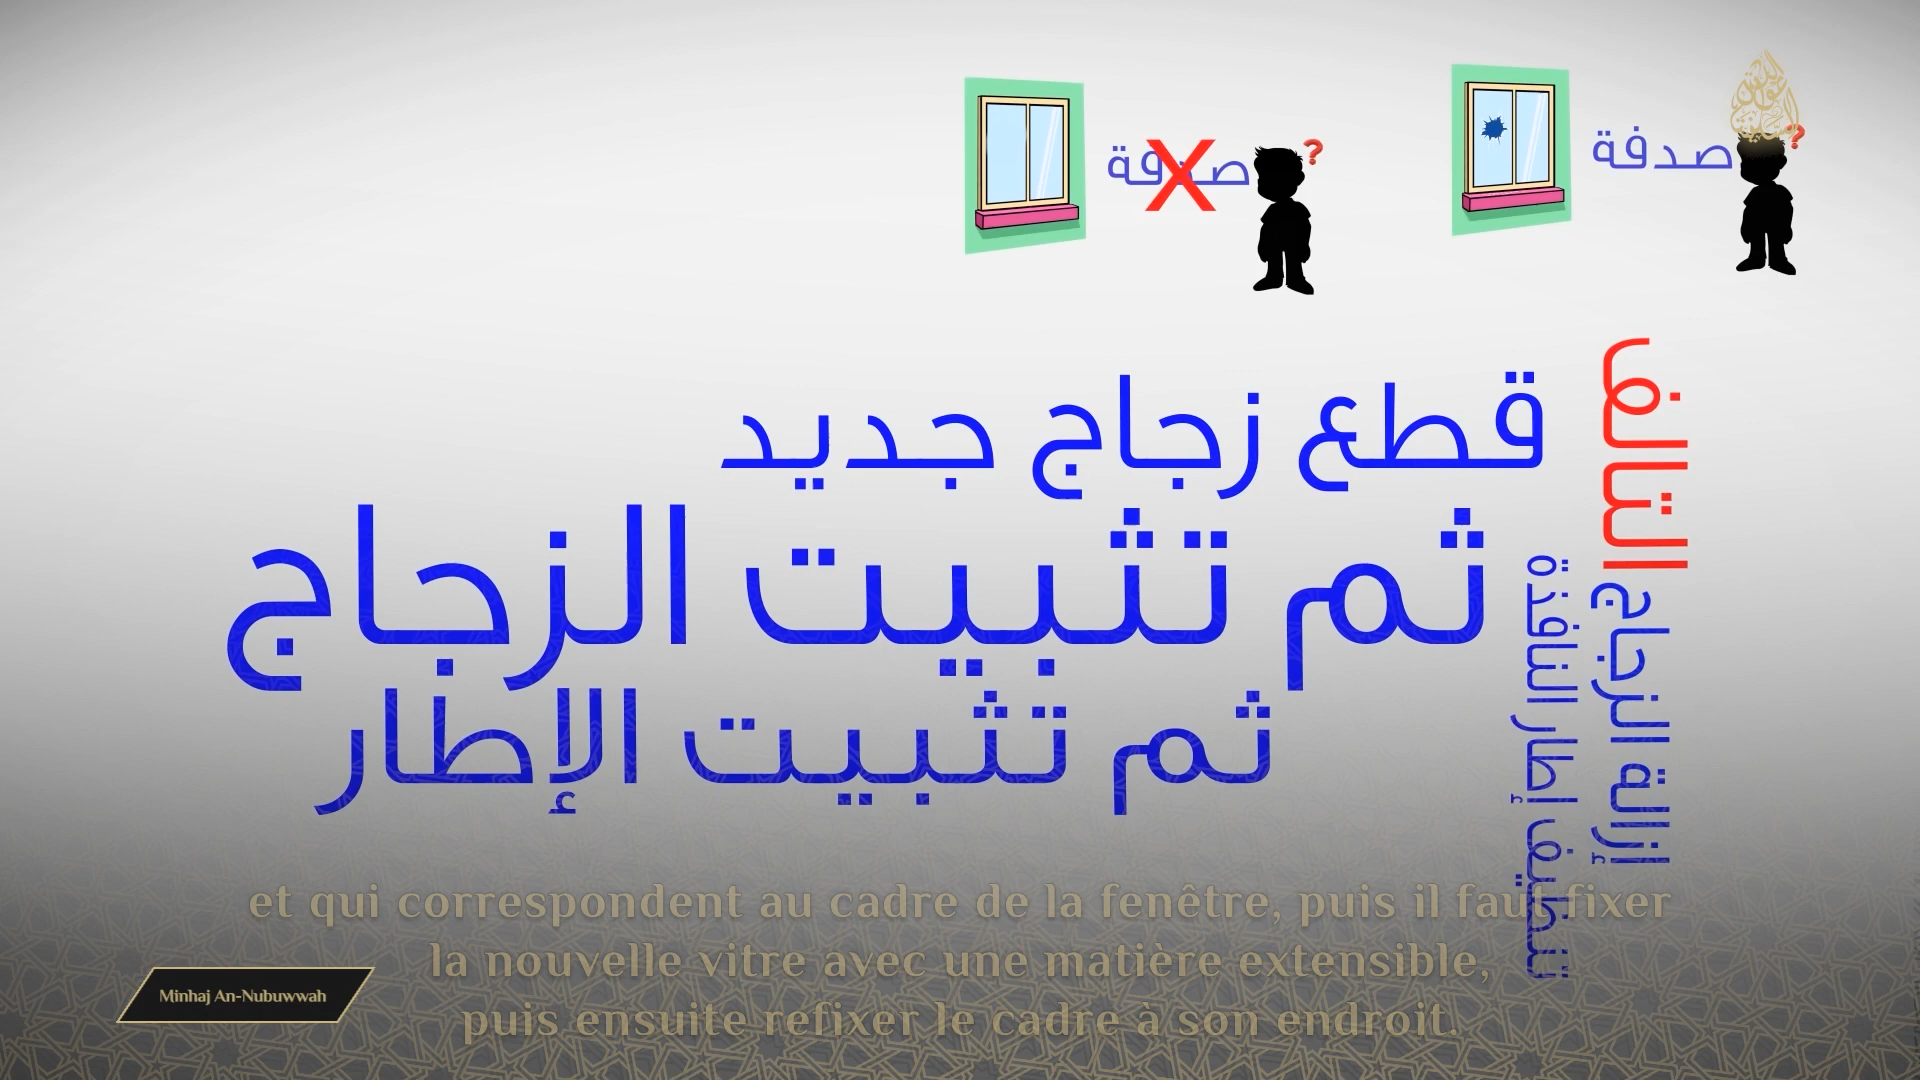 صدفة
?
صدفة
?
X
إزالة الزجاج التالف
تنظيف إطار النافذة
قطع زجاج جديد
ثم تثبيت الزجاج
ثم تثبيت الإطار
et qui correspondent au cadre de la fenêtre, puis il faut fixer
la nouvelle vitre avec une matière extensible,
puis ensuite refixer le cadre à son endroit.
Minhaj An-Nubuwwah